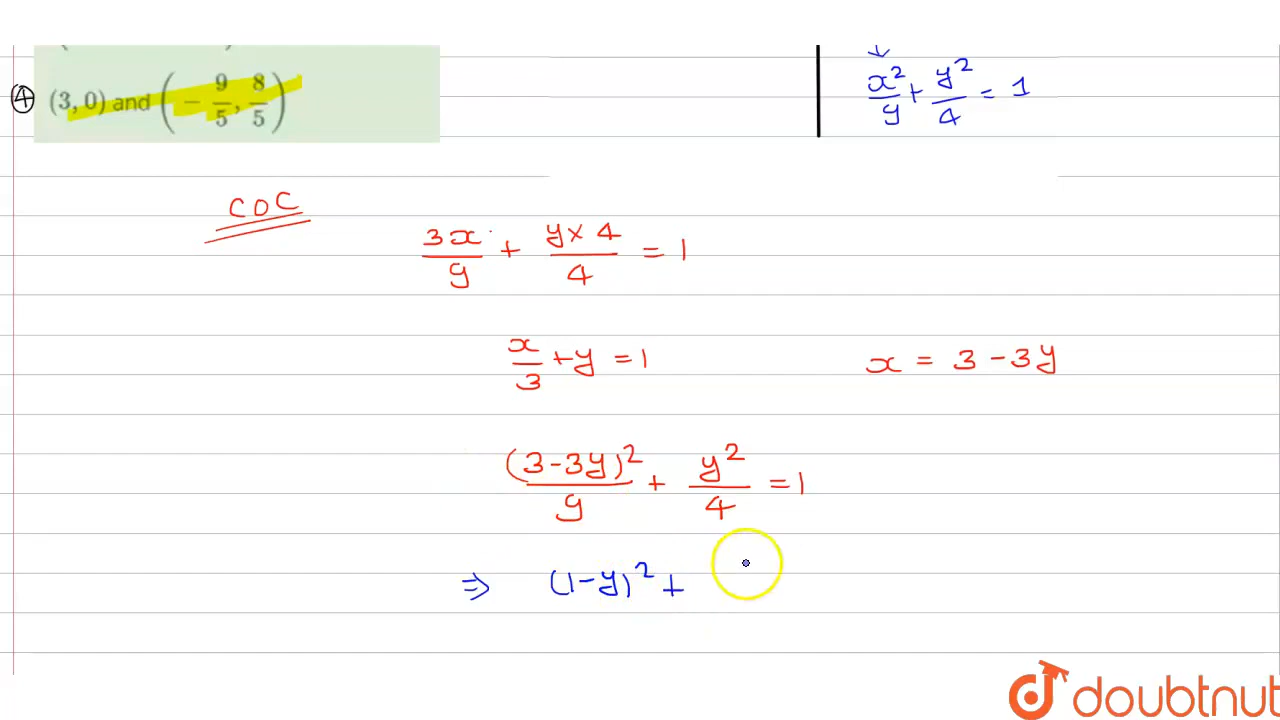 ④ (3, 0) and (− 9/5, 8/5)
x²/9 + y²/4 = 1
COC
3x/9 + y×4/4 = 1
x/3 + y = 1
x = 3 − 3y
(3−3y)²/9 + y²/4 = 1
⇒ (1−y)² +
doubtnut